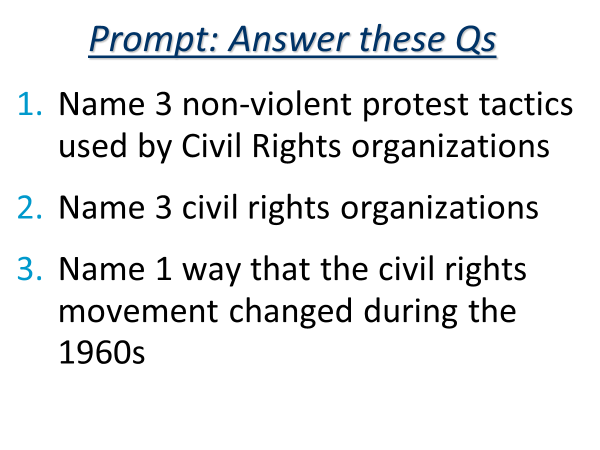 Prompt: Answer these Qs
1. Name 3 non-violent protest tactics
used by Civil Rights organizations
2. Name 3 civil rights organizations
3. Name 1 way that the civil rights
movement changed during the
1960s